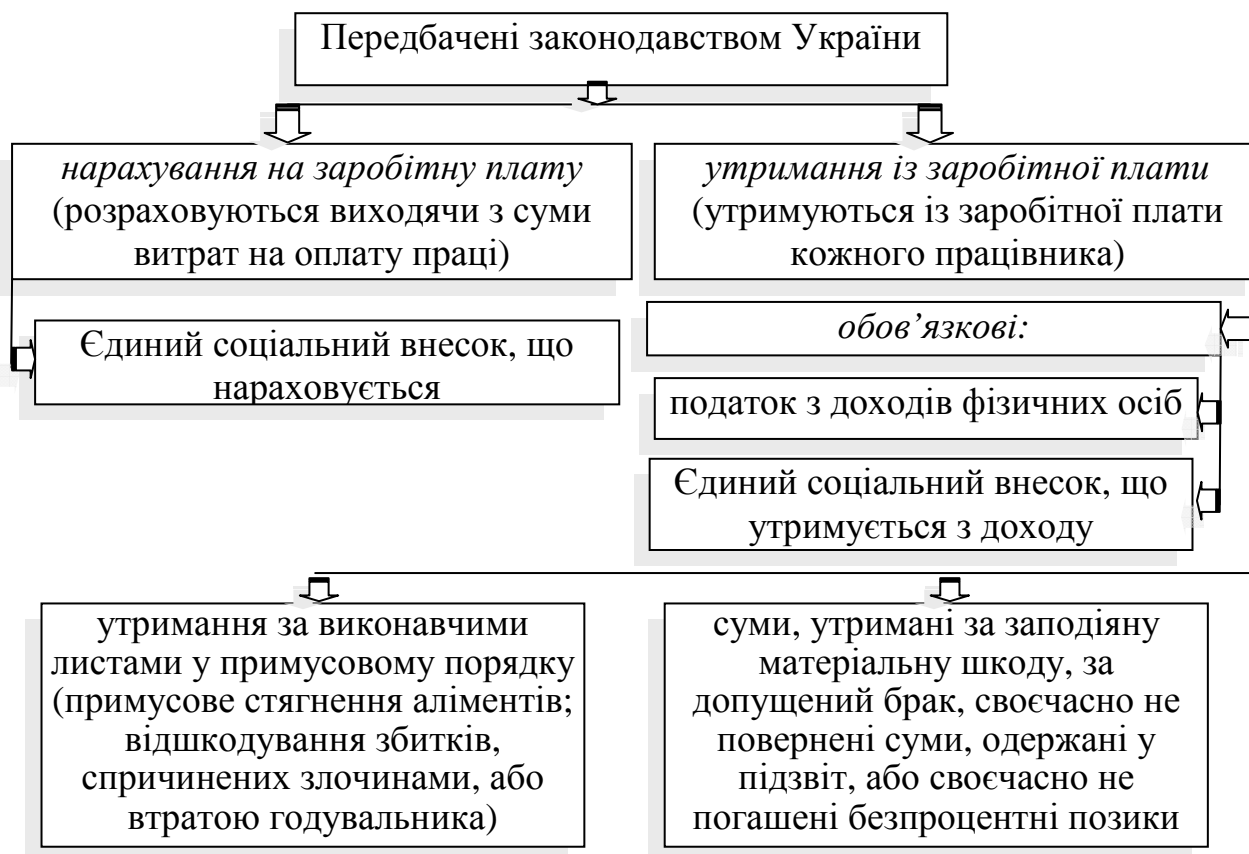 Передбачені законодавством України
нарахування на заробітну плату
(розраховуються виходячи з суми
витрат на оплату праці)
утримання із заробітної плати
(утримуються із заробітної плати
кожного працівника)
Єдиний соціальний внесок, що
нараховується
обов’язкові:
податок з доходів фізичних осіб
Єдиний соціальний внесок, що
утримується з доходу
утримання за виконавчими
листами у примусовому порядку
(примусове стягнення аліментів;
відшкодування збитків,
спричинених злочинами, або
втратою годувальника)
суми, утримані за заподіяну
матеріальну шкоду, за
допущений брак, своєчасно не
повернені суми, одержані у
підзвіт, або своєчасно не
погашені безпроцентні позики